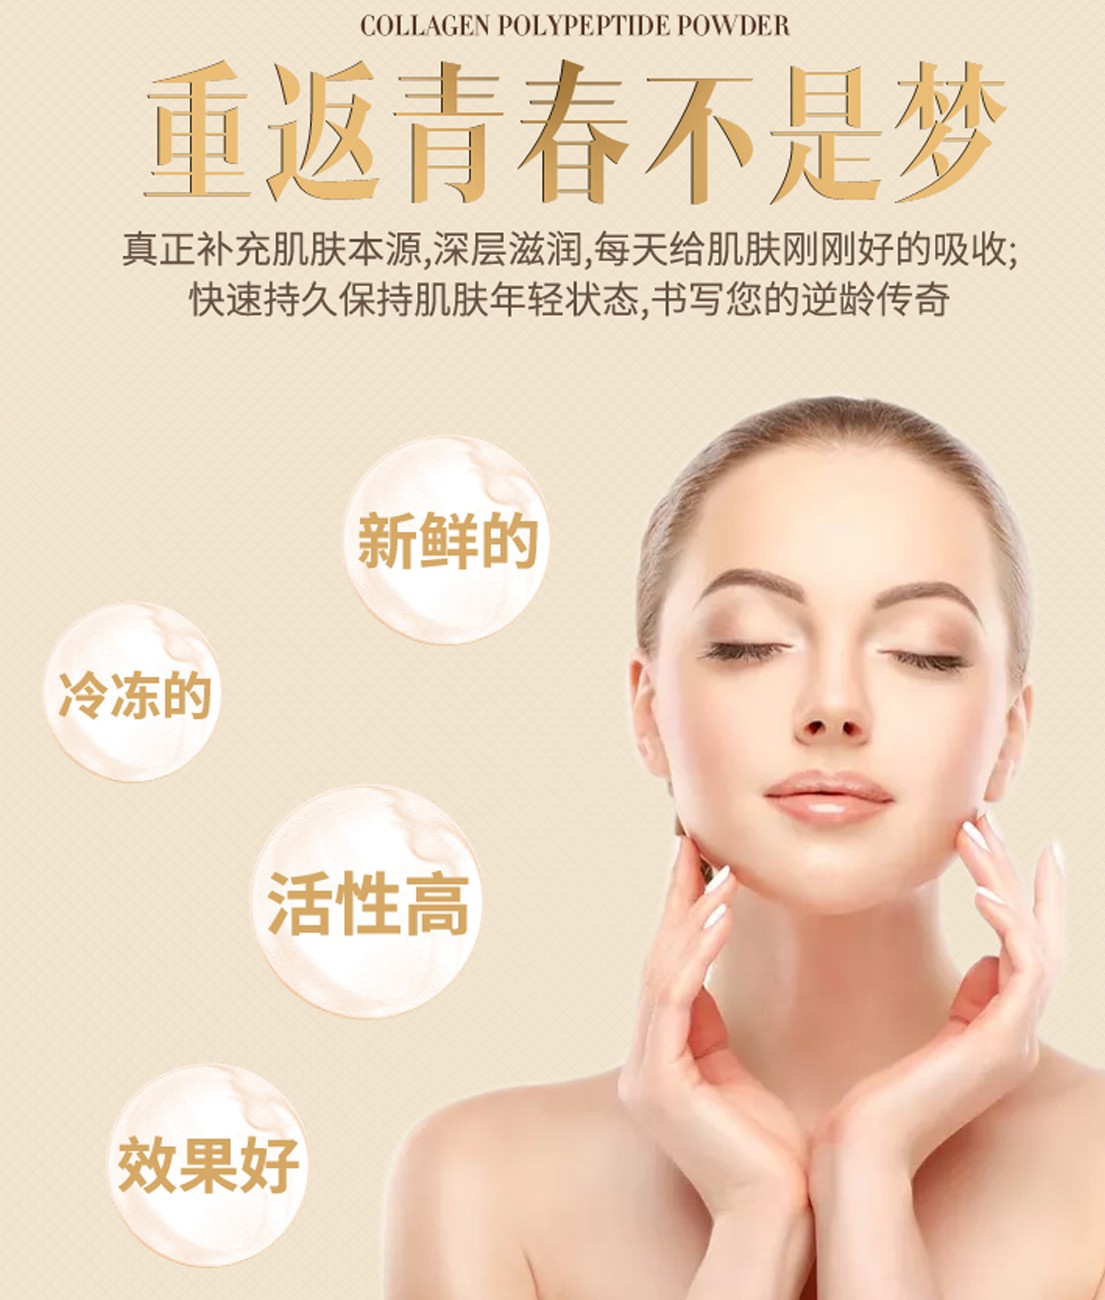 COLLAGEN POLYPEPTIDE POWDER
重返青春不是梦
真正补充肌肤本源,深层滋润,每天给肌肤刚刚好的吸收;
快速持久保持肌肤年轻状态,书写您的逆龄传奇
新鲜的
冷冻的
活性高
效果好